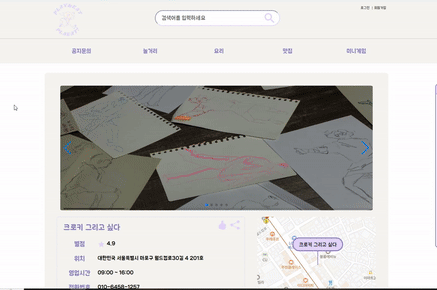 로그인 | 회원가입
검색어를 입력하세요
공지문의
놀거리
요리
맛집
미니게임
크로키 그리고 싶다
별점 4.9
위치 대한민국 서울특별시 마포구 월드컵로30길 4 201호
영업시간 09:00 - 16:00
전화번호 010-6458-1257
크로키 그리고 싶다